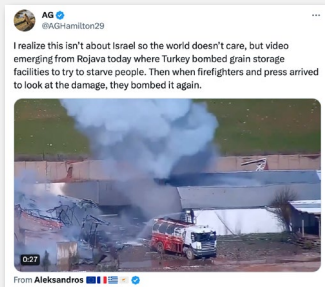 AG
@AGHamilton29
I realize this isn't about Israel so the world doesn't care, but video
emerging from Rojava today where Turkey bombed grain storage
facilities to try to starve people. Then when firefighters and press arrived
to look at the damage, they bombed it again.
0:27
From Aleksandros